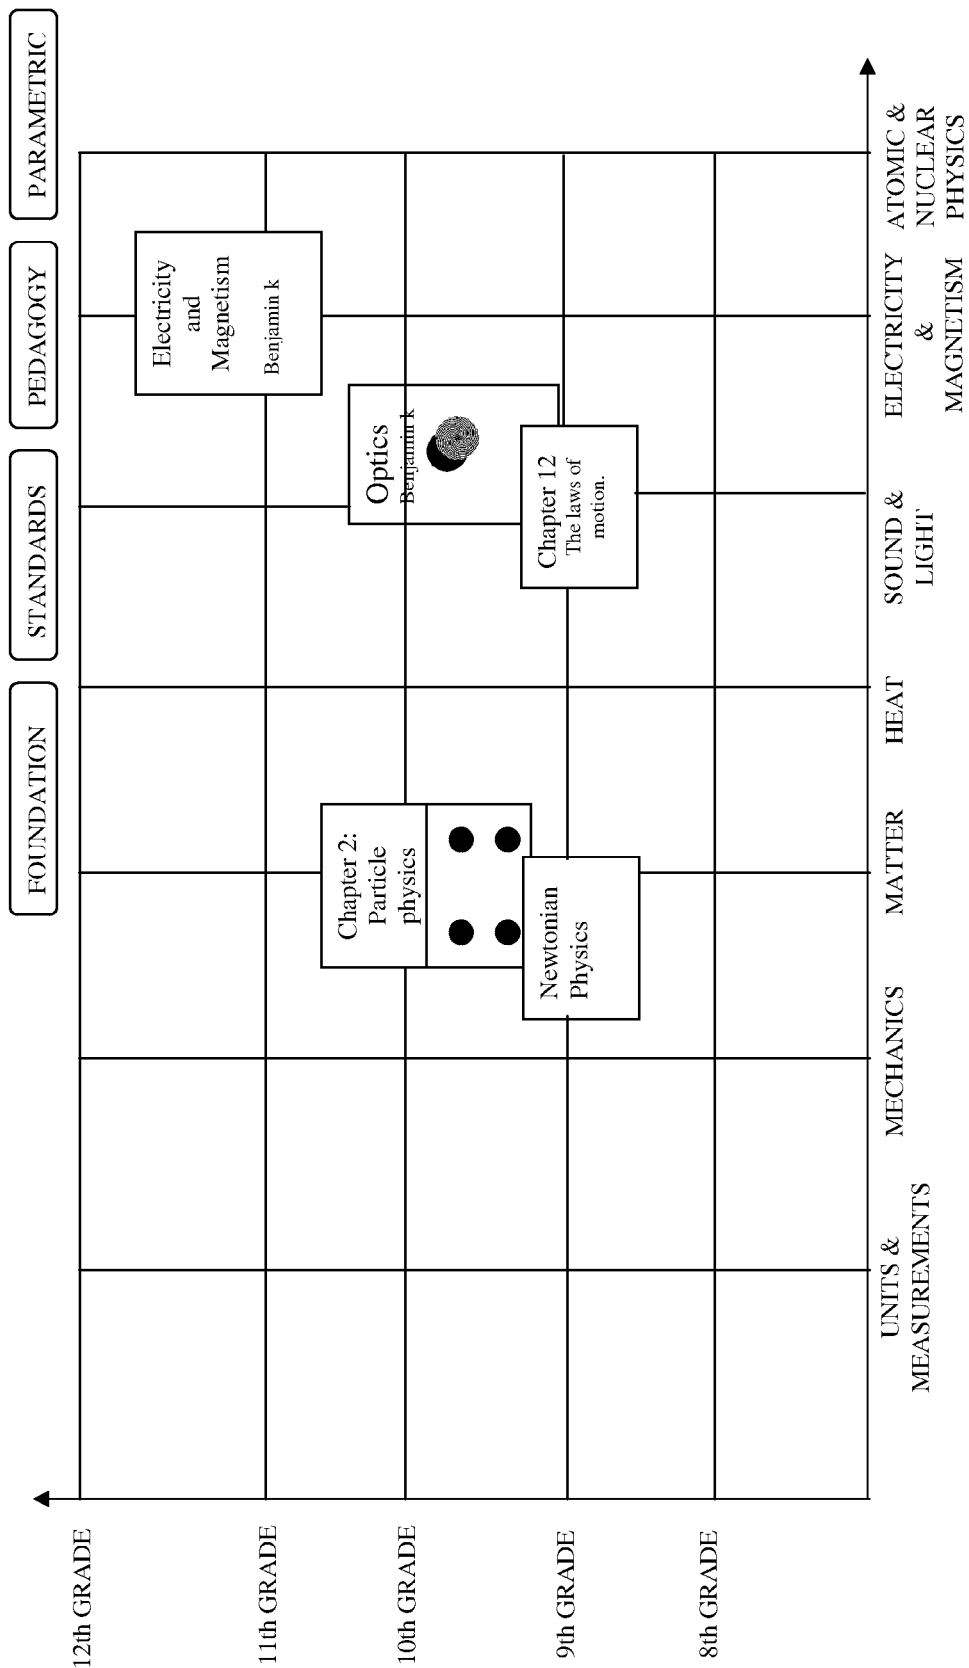 FOUNDATION
STANDARDS
PEDAGOGY
PARAMETRIC
12th GRADE
11th GRADE
10th GRADE
9th GRADE
8th GRADE
Electricity
and
Magnetism
Benjamin k
Optics
Benjamin k
Chapter 2:
Particle
physics
Chapter 12
The laws of
motion.
Newtonian
Physics
UNITS &
MEASUREMENTS
MECHANICS
MATTER
HEAT
SOUND &
LIGHT
ELECTRICITY
&
MAGNETISM
ATOMIC &
NUCLEAR
PHYSICS